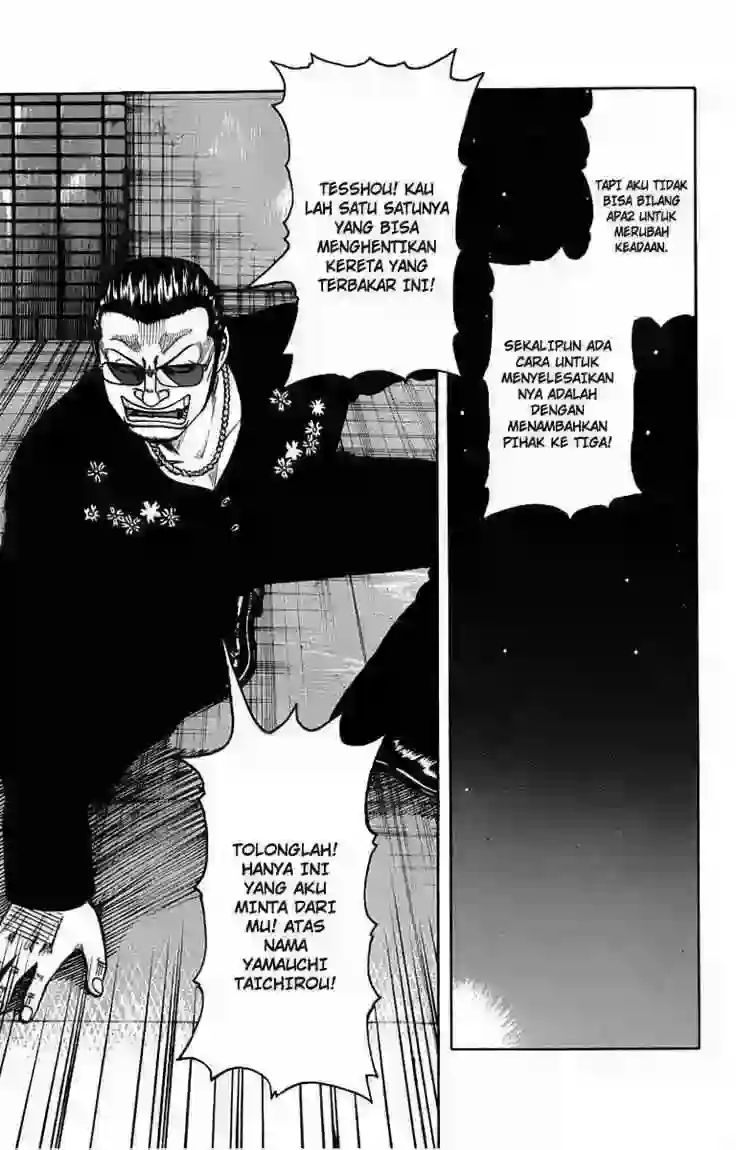 TAPI AKU TIDAK
BISA BILANG
APA2 UNTUK
MERUBAH
KEADAAN.
SEKALIPUN ADA
CARA UNTUK
MENYELESAIKAN
NYA ADALAH
DENGAN
MENAMBAHKAN
PIHAK KE TIGA!
TESSHOU! KAU
LAH SATU SATUNYA
YANG BISA
MENGHENTIKAN
KERETA YANG
TERBAKAR INI!
TOLONGLAH!
HANYA INI
YANG AKU
MINTA DARI
MU! ATAS
NAMA
YAMAUCHI
TAICHIROU!